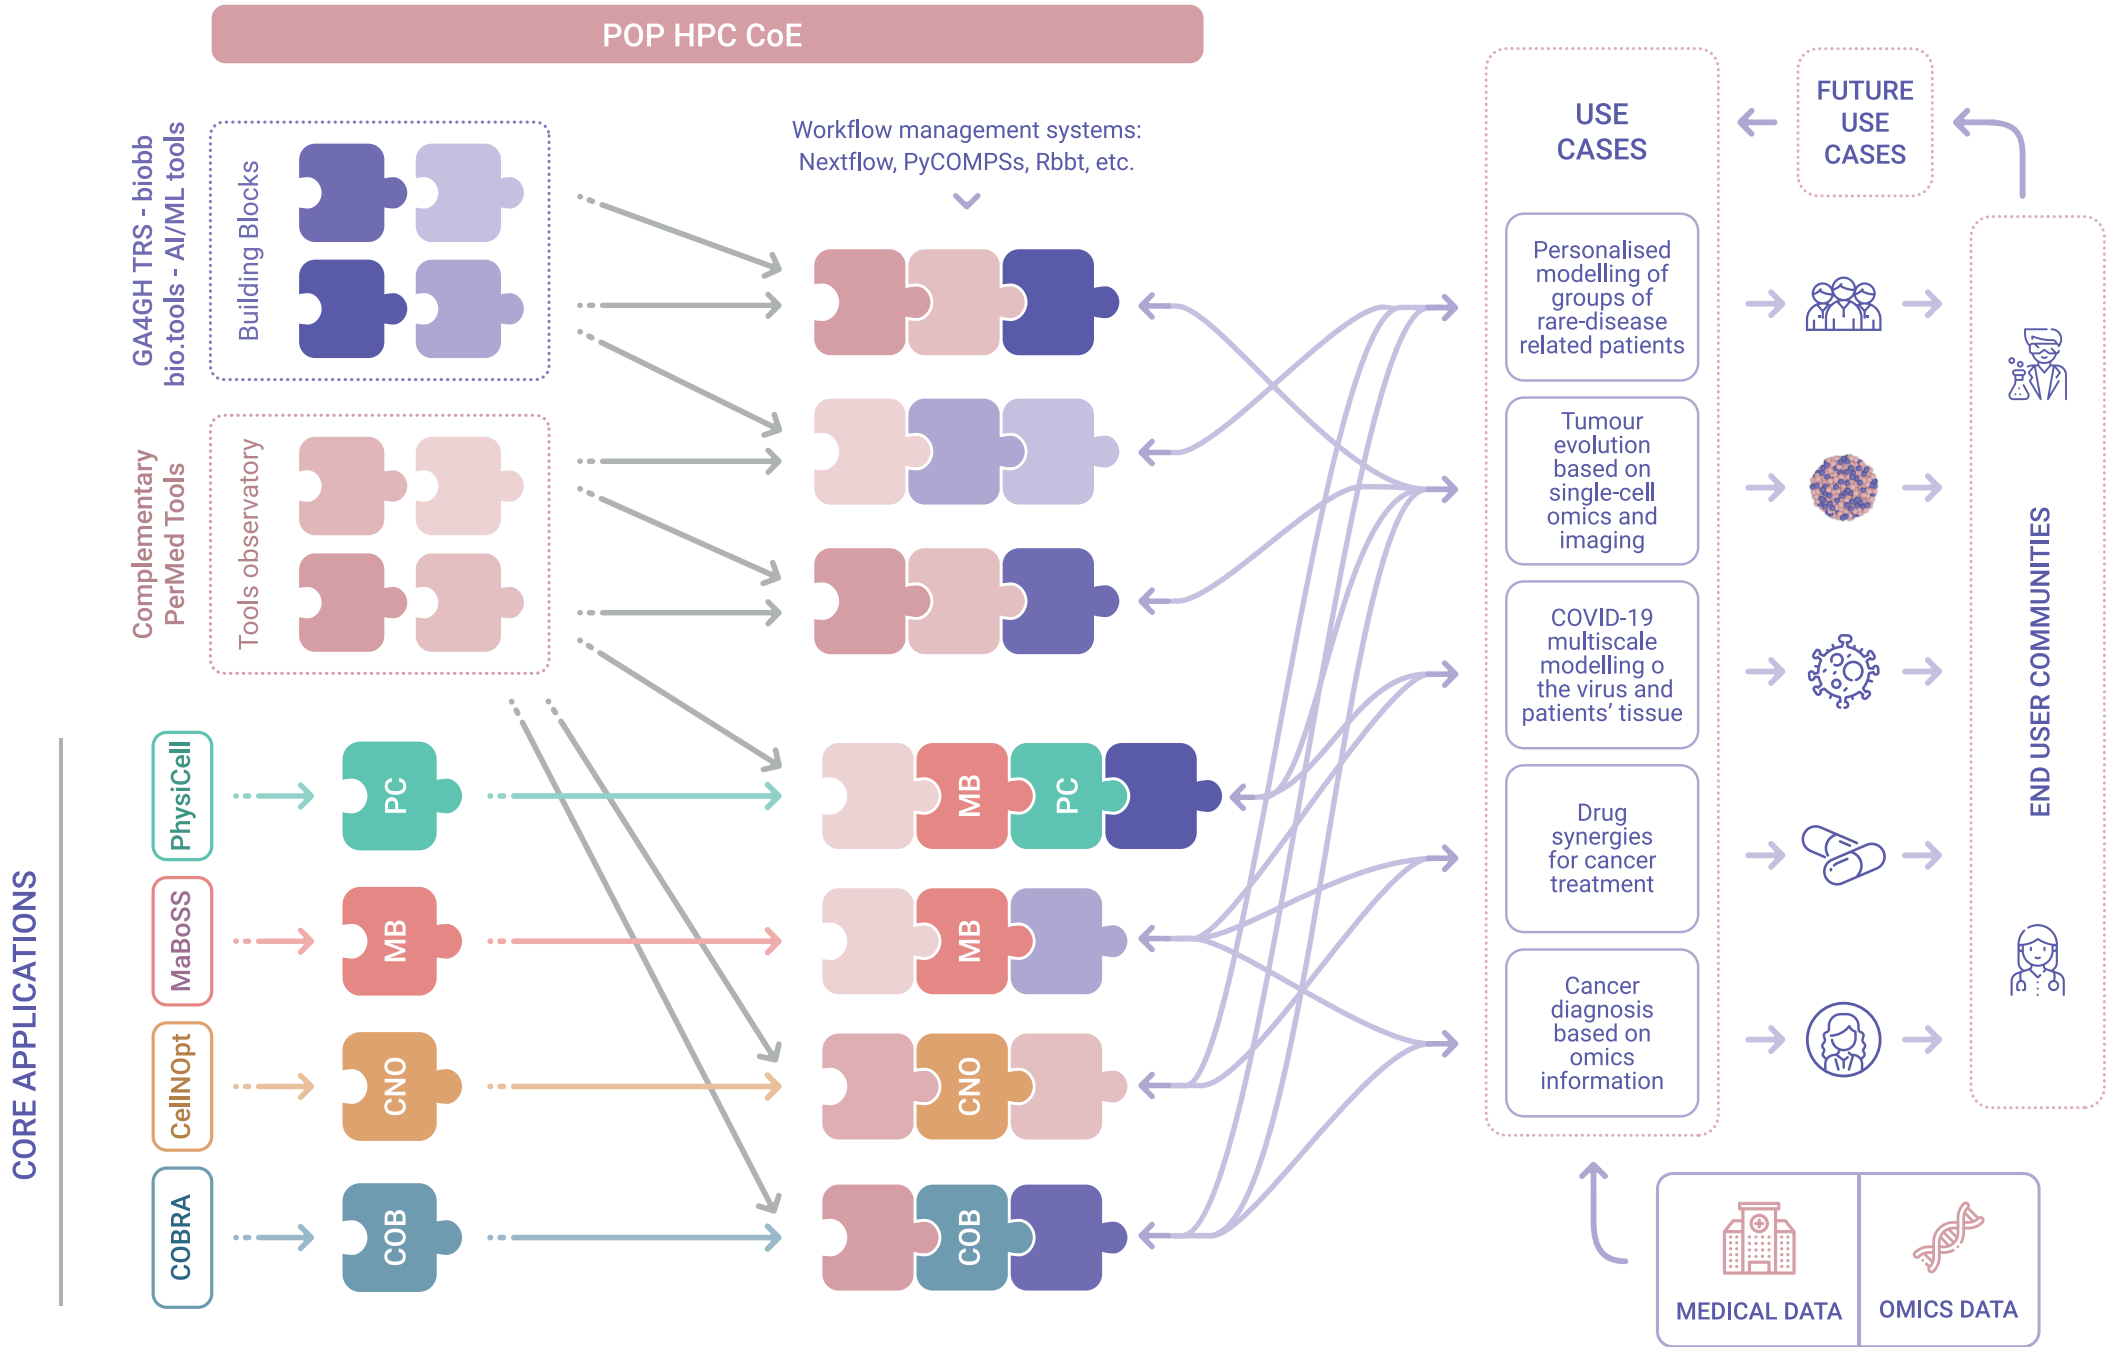 POP HPC CoE
GA4GH TRS - biobb
bio.tools - AI/ML tools
Building Blocks
Workflow management systems:
Nextflow, PyCOMPSs, Rbbt, etc.
Complementary
PerMed Tools
Tools observatory
CORE APPLICATIONS
PhysiCell
PC
MB
PC
MaBoSS
MB
MB
CellNOpt
CNO
CNO
COBRA
COB
COB
USE
CASES
Personalised
modelling of
groups of
rare-disease
related patients
Tumour
evolution
based on
single-cell
omics and
imaging
COVID-19
multiscale
modelling o
the virus and
patients’ tissue
Drug
synergies
for cancer
treatment
Cancer
diagnosis
based on
omics
information
FUTURE
USE
CASES
END USER COMMUNITIES
MEDICAL DATA
OMICS DATA